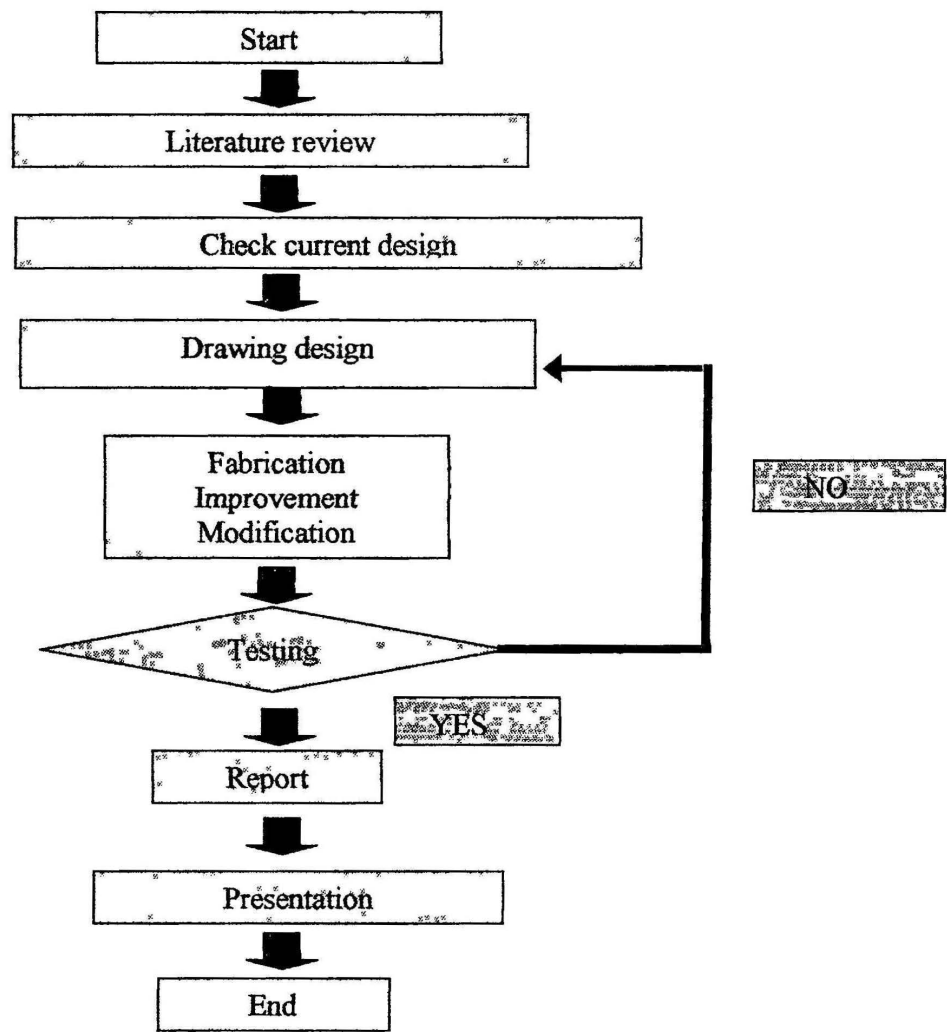 Start
Literature review
Check current design
Drawing design
Fabrication
Improvement
Modification
NO
Testing
YES
Report
Presentation
End